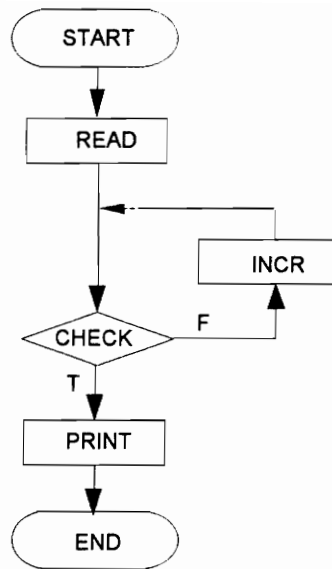 START
READ
INCR
CHECK
F
T
PRINT
END